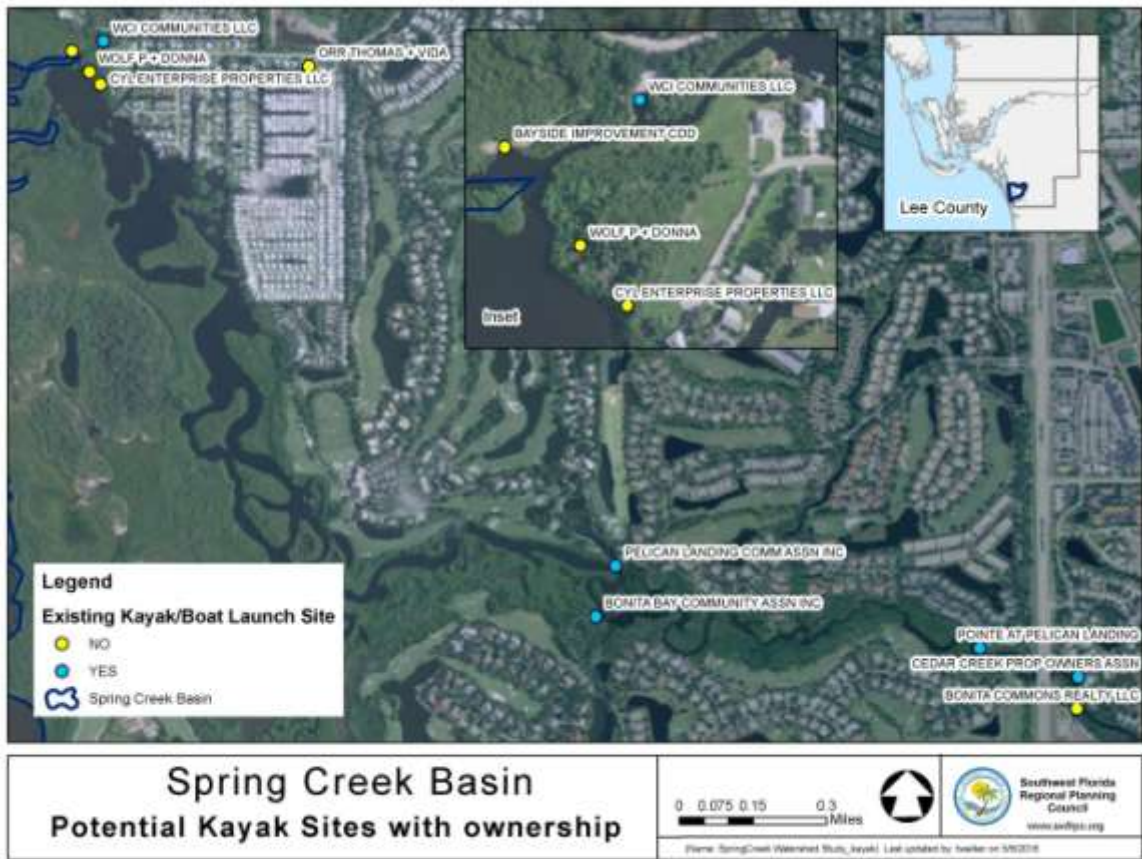 WCI COMMUNITIES LLC
WOLF P + DONNA
CYL ENTERPRISE PROPERTIES LLC
ORR THOMAS + VIDA
WCI COMMUNITIES LLC
BAYSIDE IMPROVEMENT CDD
WOLF P + DONNA
CYL ENTERPRISE PROPERTIES LLC
Inset
Lee County
PELICAN LANDING COMM ASSN INC
BONITA BAY COMMUNITY ASSN INC
POINTE AT PELICAN LANDING
CEDAR CREEK PROP OWNERS ASSN
BONITA COMMONS REALTY LLC
Legend
Existing Kayak/Boat Launch Site
NO
YES
Spring Creek Basin
Spring Creek Basin
Potential Kayak Sites with ownership
0 0.075 0.15 0.3
Miles
Southwest Florida
Regional Planning
Council
www.swfrpc.org
Last updated by